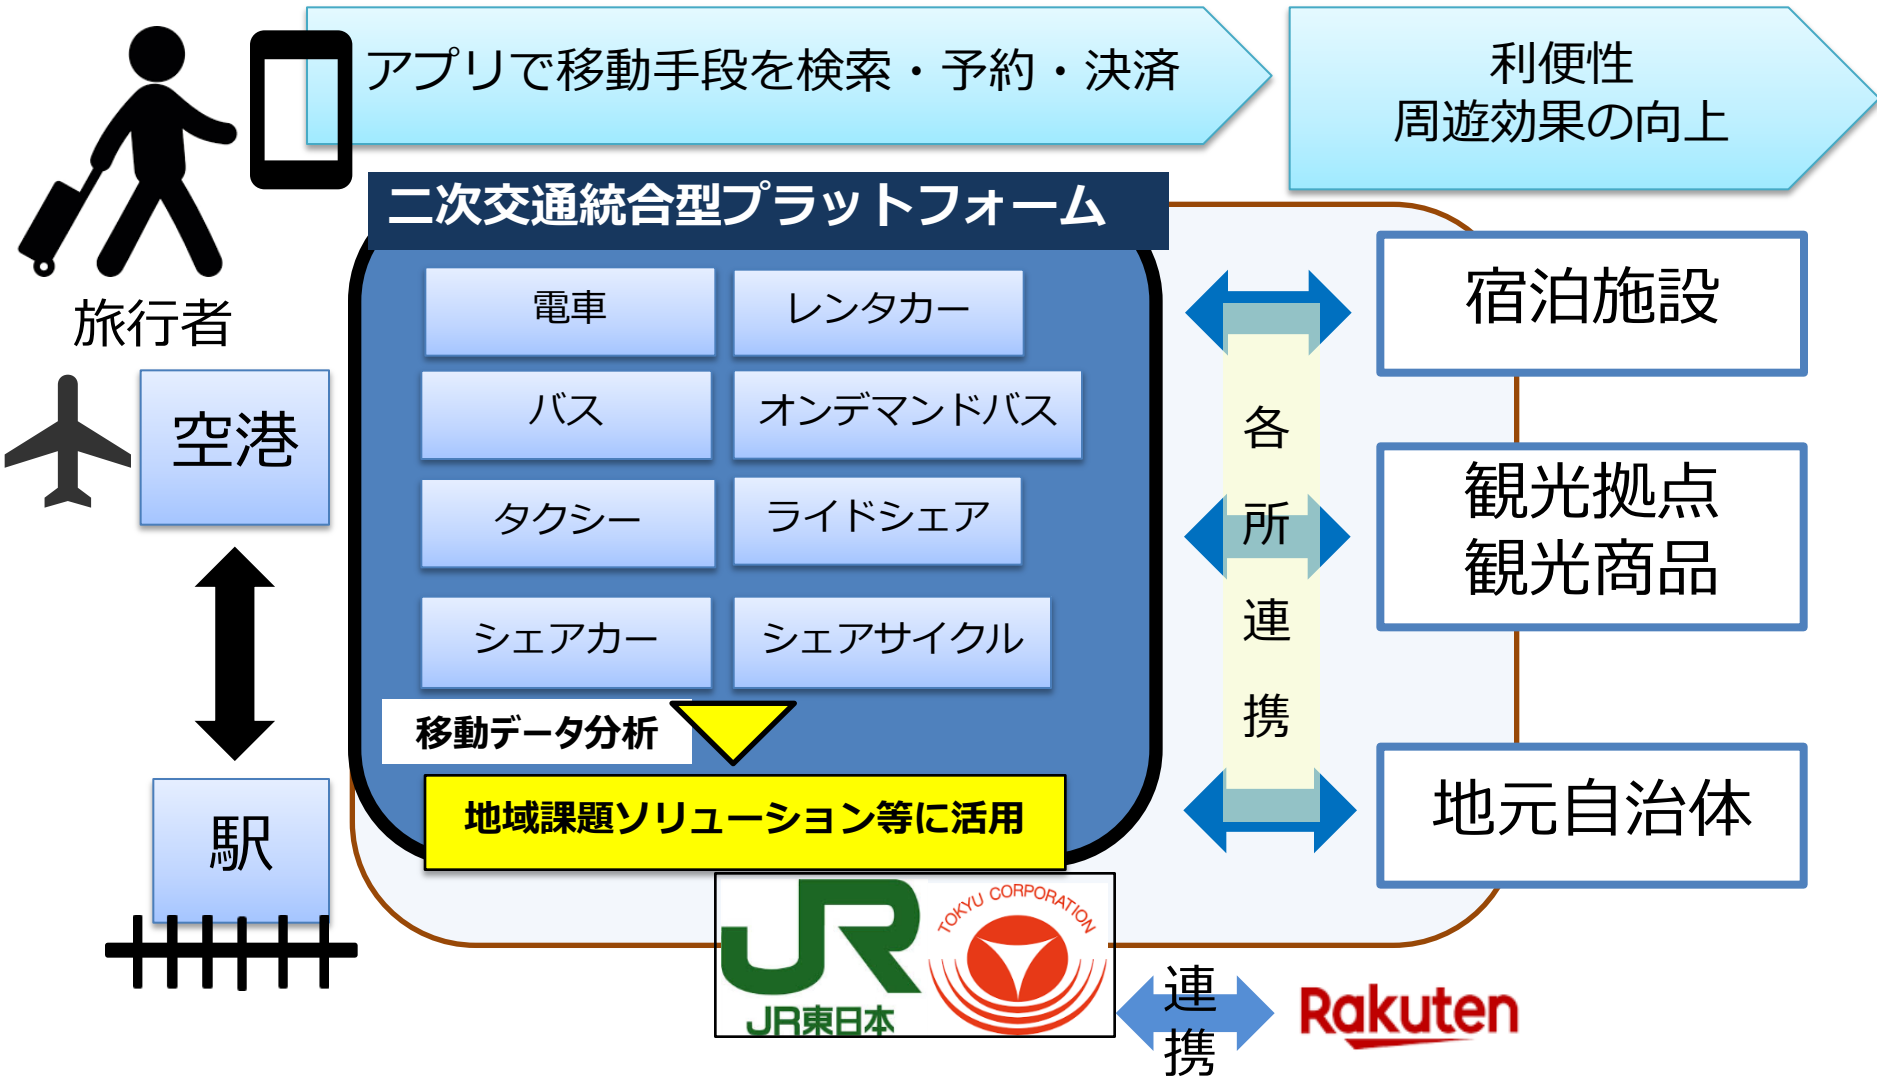 アプリで移動手段を検索・予約・決済
利便性
周遊効果の向上
二次交通統合型プラットフォーム
旅行者
空港
駅
電車
レンタカー
バス
オンデマンドバス
タクシー
ライドシェア
シェアカー
シェアサイクル
移動データ分析
地域課題ソリューション等に活用
各
所
連
携
宿泊施設
観光拠点
観光商品
地元自治体
JR
JR東日本
TOKYU CORPORATION
連
携
Rakuten